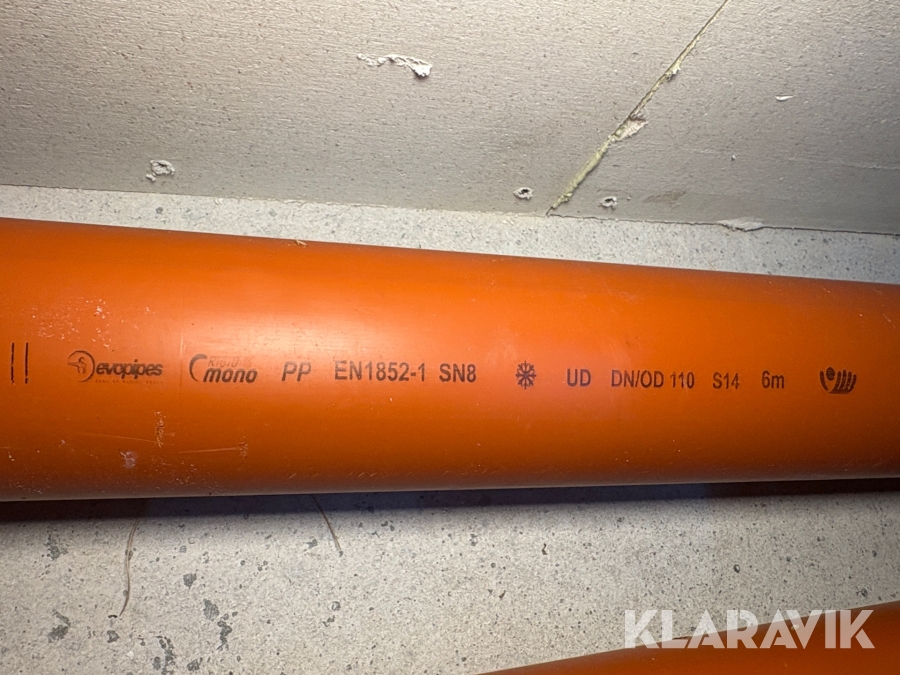 evopipes mono PP EN1852-1 SN8 UD DN/OD 110 S14 6m
KLARAVIK